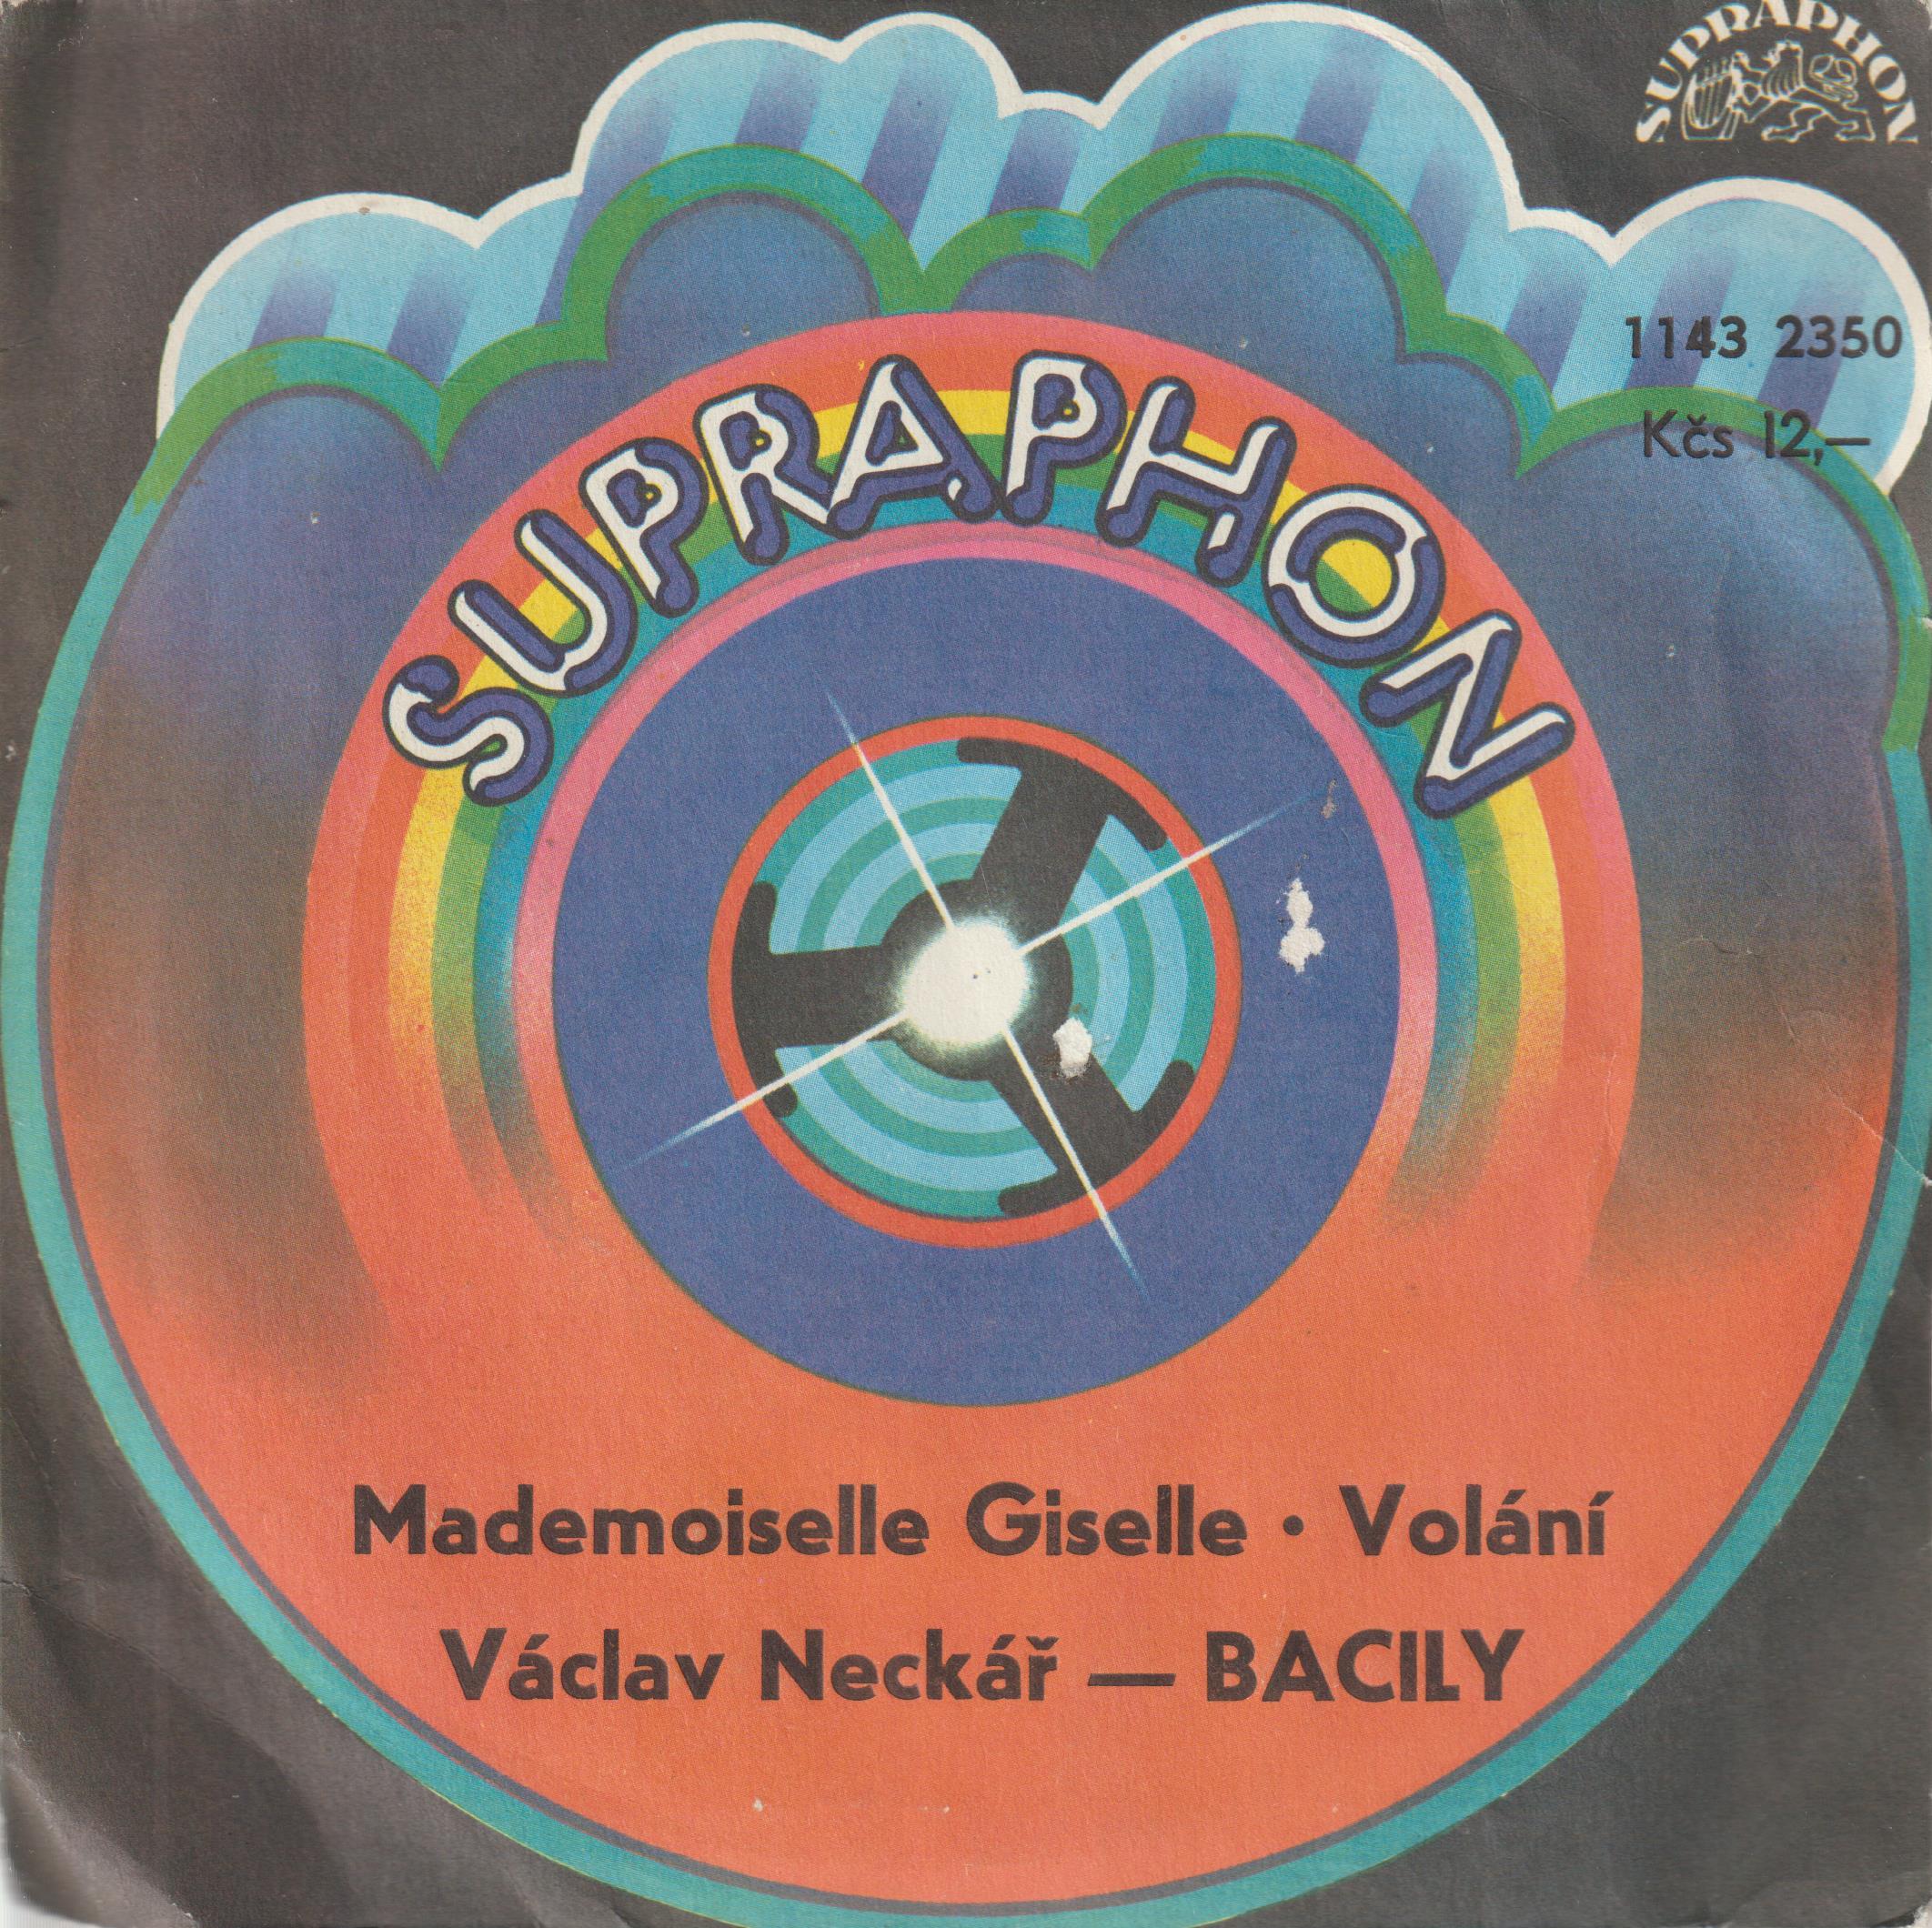 SUPRAPHON
1143 2350
Kčs 12,—
SUPRAPHON
Mademoiselle Giselle • Volání
Václav Neckář — BACILY